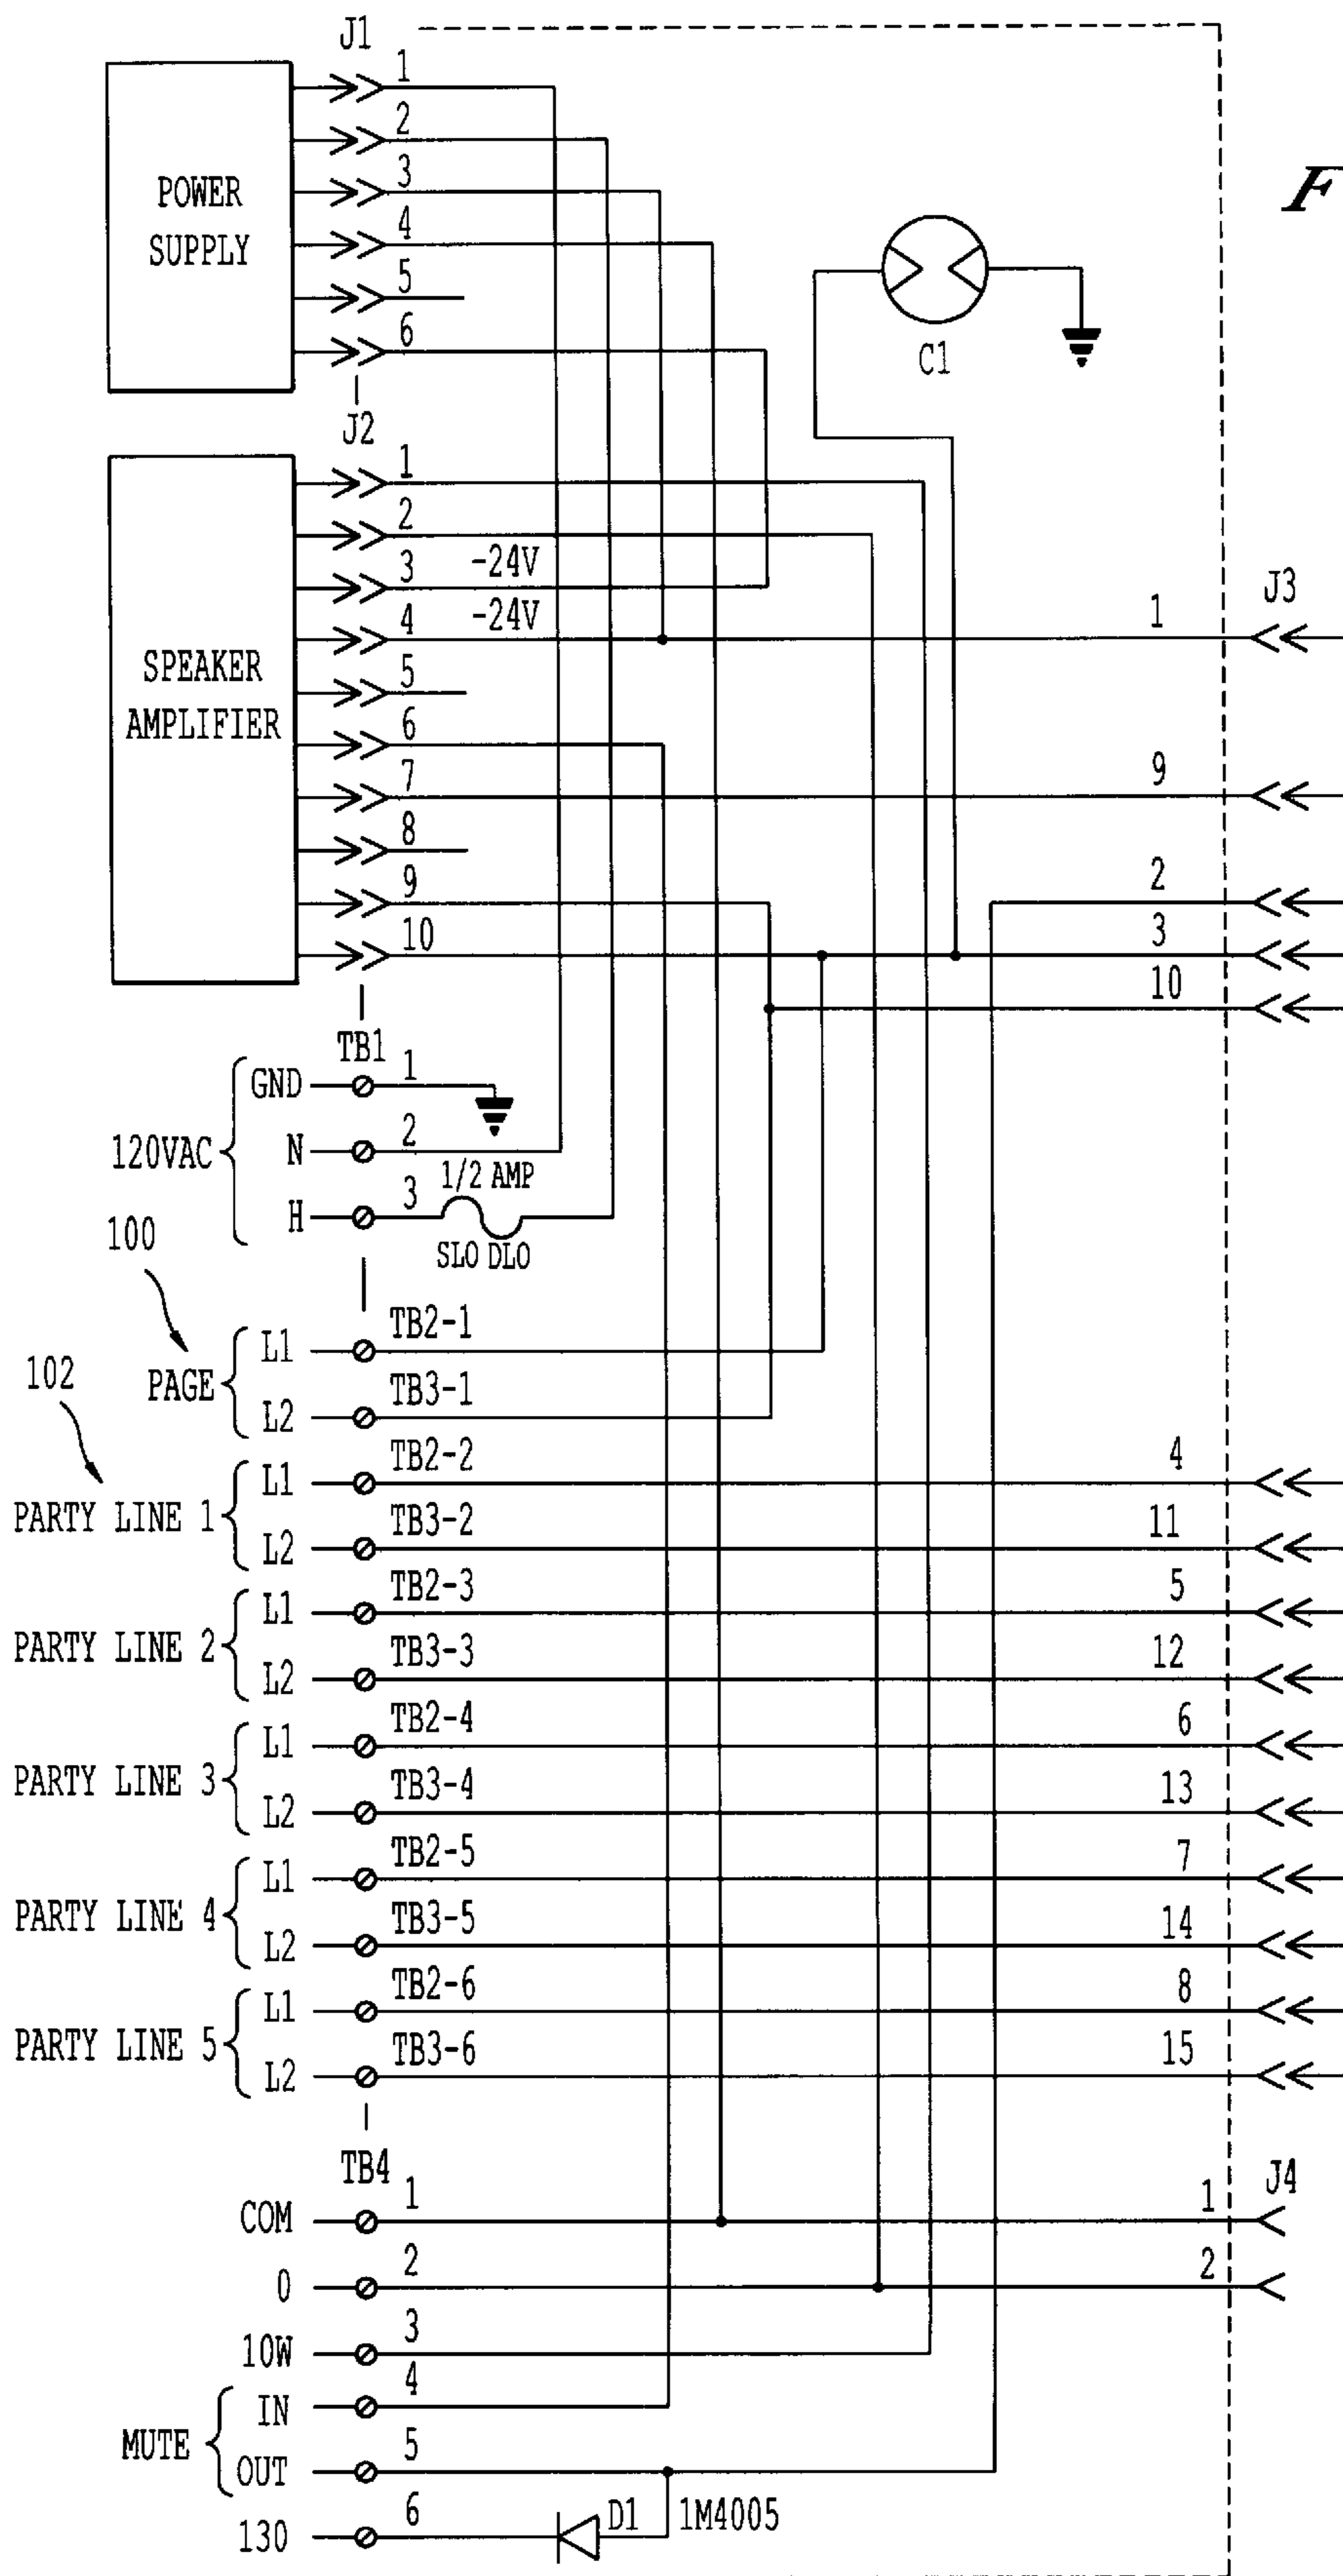 J1
1
2
3
4
5
6
POWER
SUPPLY
F
C1
J2
1
2
3 -24V
4 -24V
5
6
7
8
9
10
SPEAKER
AMPLIFIER
J3
1
9
2
3
10
TB1
120VAC
GND 1
N 2
H 3
1/2 AMP
SLO DLO
100
102
PAGE
L1 TB2-1
L2 TB3-1
PARTY LINE 1
L1 TB2-2 4
L2 TB3-2 11
PARTY LINE 2
L1 TB2-3 5
L2 TB3-3 12
PARTY LINE 3
L1 TB2-4 6
L2 TB3-4 13
PARTY LINE 4
L1 TB2-5 7
L2 TB3-5 14
PARTY LINE 5
L1 TB2-6 8
L2 TB3-6 15
TB4
J4
COM 1 1
0 2 2
10W 3
MUTE
IN 4
OUT 5
130 6 D1 1M4005